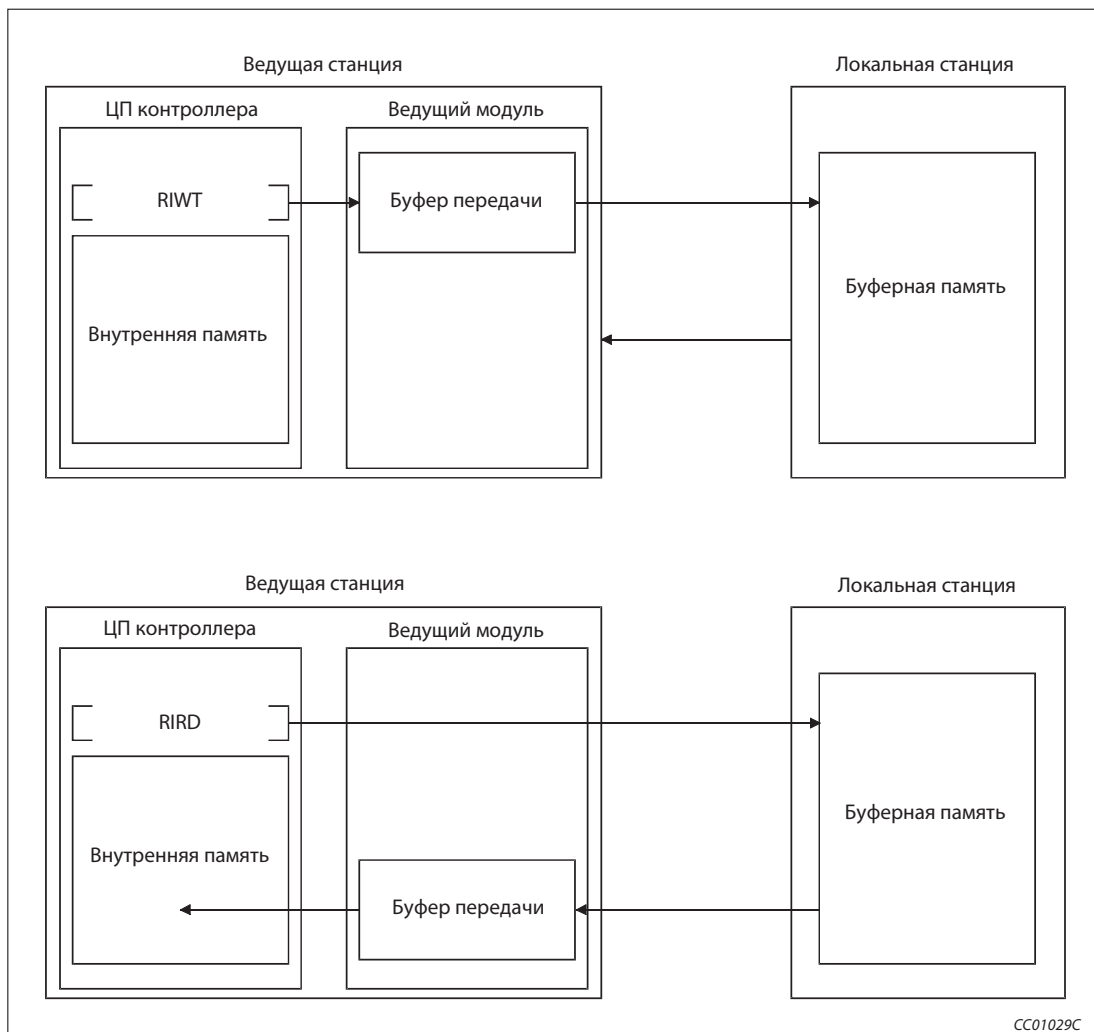 Ведущая станция
Локальная станция
ЦП контроллера
Ведущий модуль
RIWT
Буфер передачи
Буферная память
Внутренняя память
Ведущая станция
Локальная станция
ЦП контроллера
Ведущий модуль
RIRD
Буферная память
Внутренняя память
Буфер передачи
CC01029C